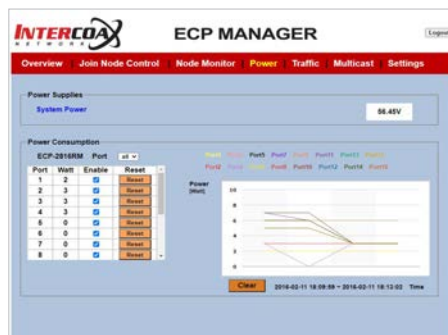 INTERCOAX
NETWORK
ECP MANAGER
Logout
Overview Join Node Control Node Monitor Power Traffic Multicast Settings
Power Supplies
System Power 56.45V
Power Consumption
ECP-2816RM Port all
Port Watt Enable Reset
1 2 Reset
2 3 Reset
3 3 Reset
4 3 Reset
5 0 Reset
6 0 Reset
7 0 Reset
8 0 Reset
Port5 Port7 Port11 Port13
Port2 Port8 Port10 Port12 Port14
Power
[Watt]
10
8
6
4
2
0
Clear 2016-02-11 18:09:59 ~ 2016-02-11 18:12:02 Time